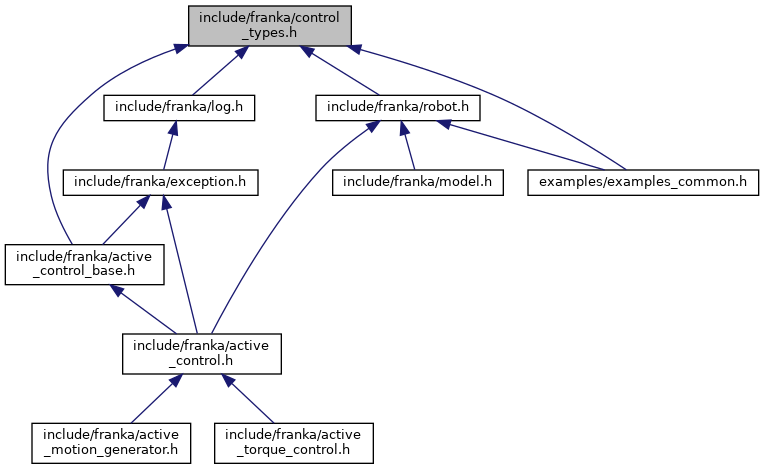 include/franka/control
_types.h
include/franka/log.h
include/franka/robot.h
include/franka/exception.h
include/franka/model.h
examples/examples_common.h
include/franka/active
_control_base.h
include/franka/active
_control.h
include/franka/active
_motion_generator.h
include/franka/active
_torque_control.h